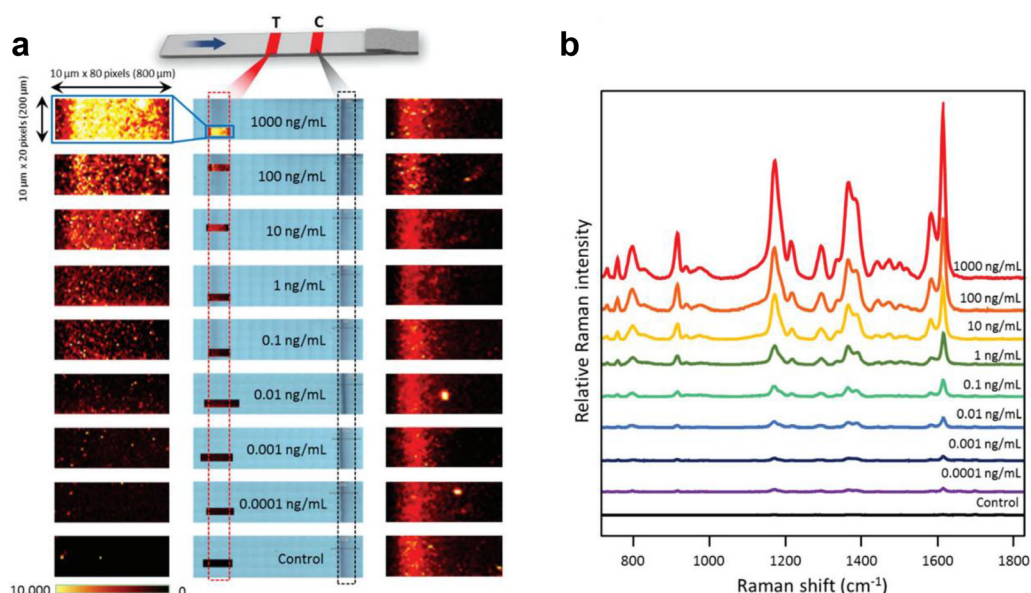 a
T C
10 µm x 80 pixels (800 µm)
10 µm x 20 pixels (200 µm)
1000 ng/mL
100 ng/mL
10 ng/mL
1 ng/mL
0.1 ng/mL
0.01 ng/mL
0.001 ng/mL
0.0001 ng/mL
Control
10,000 0
b
Relative Raman intensity
1000 ng/mL
100 ng/mL
10 ng/mL
1 ng/mL
0.1 ng/mL
0.01 ng/mL
0.001 ng/mL
0.0001 ng/mL
Control
800 1000 1200 1400 1600 1800
Raman shift (cm⁻¹)